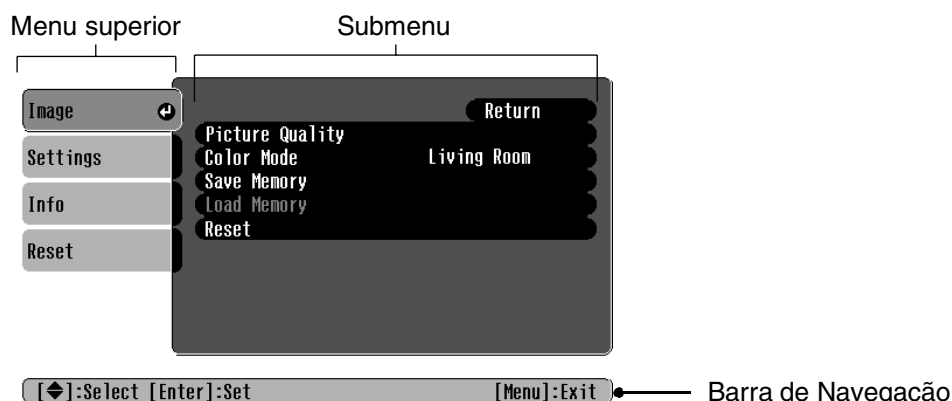 Menu superior Submenu
Image
Settings
Info
Reset
Return
Picture Quality
Color Mode Living Room
Save Memory
Load Memory
Reset
[◆]:Select [Enter]:Set [Menu]:Exit
Barra de Navegação